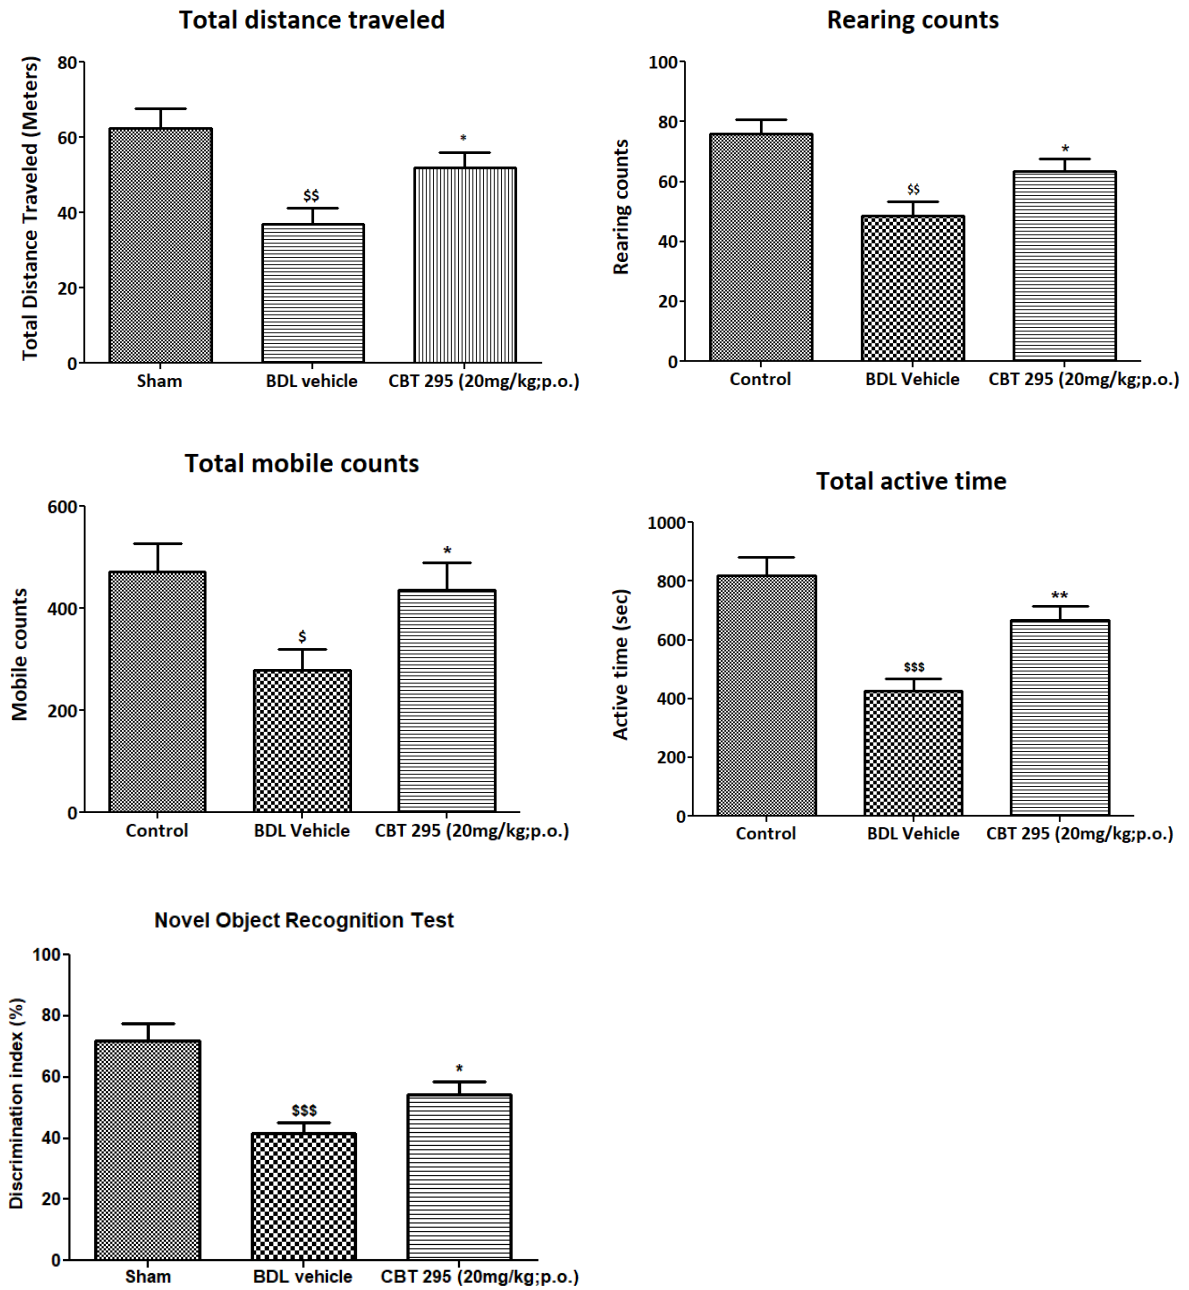 Total distance traveled
Total Distance Traveled (Meters)
80
60
40
20
0
$$
*
Sham
BDL vehicle
CBT 295 (20mg/kg;p.o.)
Rearing counts
Rearing counts
100
80
60
40
20
0
$$
*
Control
BDL Vehicle
CBT 295 (20mg/kg;p.o.)
Total mobile counts
Mobile counts
600
400
200
0
$
*
Control
BDL Vehicle
CBT 295 (20mg/kg;p.o.)
Total active time
Active time (sec)
1000
800
600
400
200
0
$$$
**
Control
BDL Vehicle
CBT 295 (20mg/kg;p.o.)
Novel Object Recognition Test
Discrimination index (%)
100
80
60
40
20
0
$$$
*
Sham
BDL vehicle
CBT 295 (20mg/kg;p.o.)